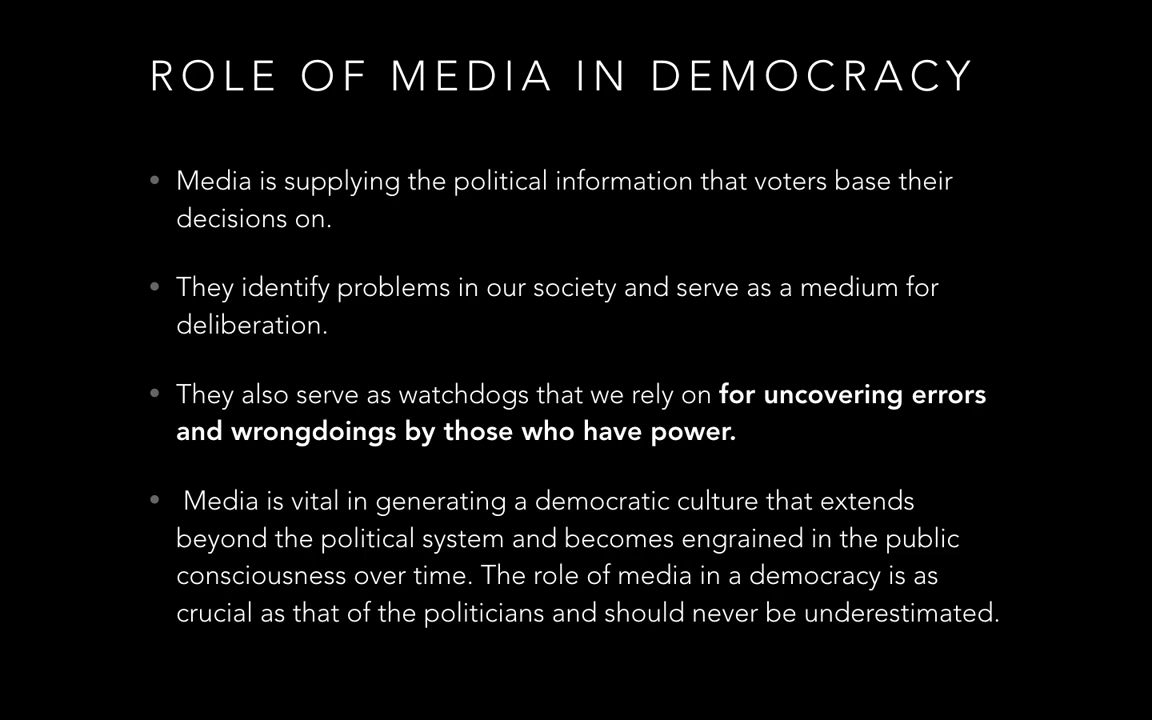 ROLE OF MEDIA IN DEMOCRACY
• Media is supplying the political information that voters base their
decisions on.
• They identify problems in our society and serve as a medium for
deliberation.
• They also serve as watchdogs that we rely on for uncovering errors
and wrongdoings by those who have power.
• Media is vital in generating a democratic culture that extends
beyond the political system and becomes engrained in the public
consciousness over time. The role of media in a democracy is as
crucial as that of the politicians and should never be underestimated.